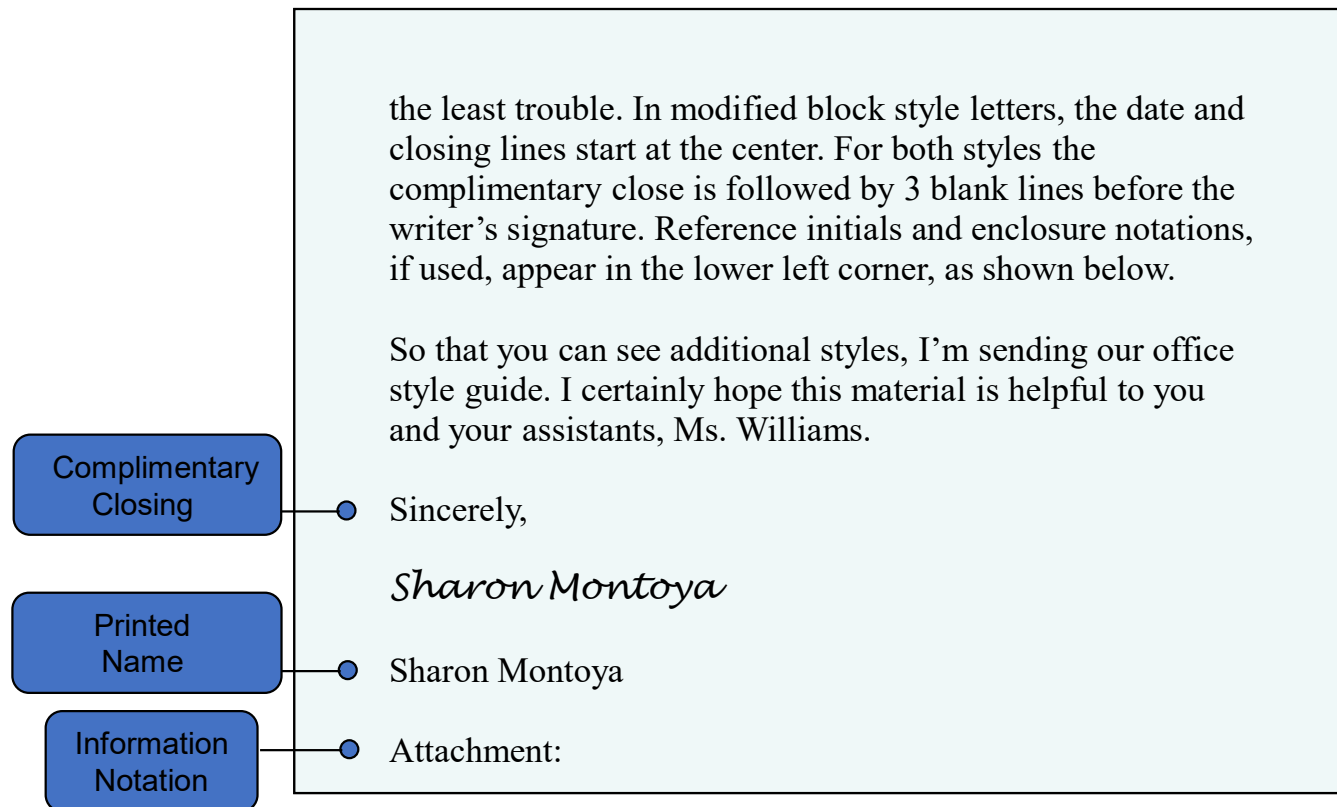 the least trouble. In modified block style letters, the date and
closing lines start at the center. For both styles the
complimentary close is followed by 3 blank lines before the
writer’s signature. Reference initials and enclosure notations,
if used, appear in the lower left corner, as shown below.
So that you can see additional styles, I’m sending our office
style guide. I certainly hope this material is helpful to you
and your assistants, Ms. Williams.
Complimentary
Closing
Sincerely,
Sharon Montoya
Printed
Name
Sharon Montoya
Information
Notation
Attachment: